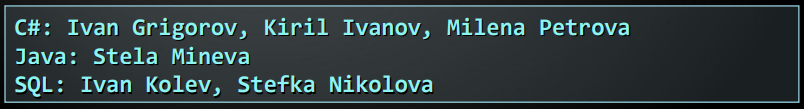 C#: Ivan Grigorov, Kiril Ivanov, Milena Petrova
Java: Stela Mineva
SQL: Ivan Kolev, Stefka Nikolova